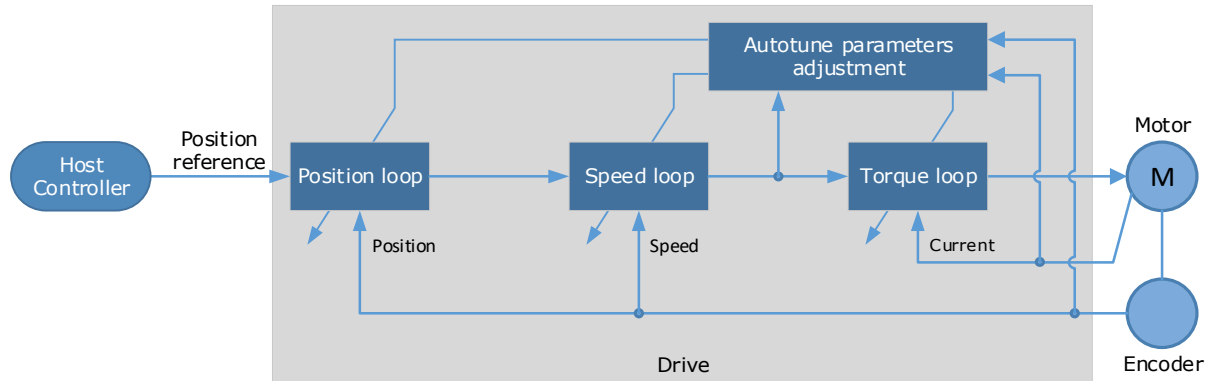 Autotune parameters
adjustment
Position
reference
Host
Controller
Position loop
Speed loop
Torque loop
Motor
M
Position
Speed
Current
Drive
Encoder